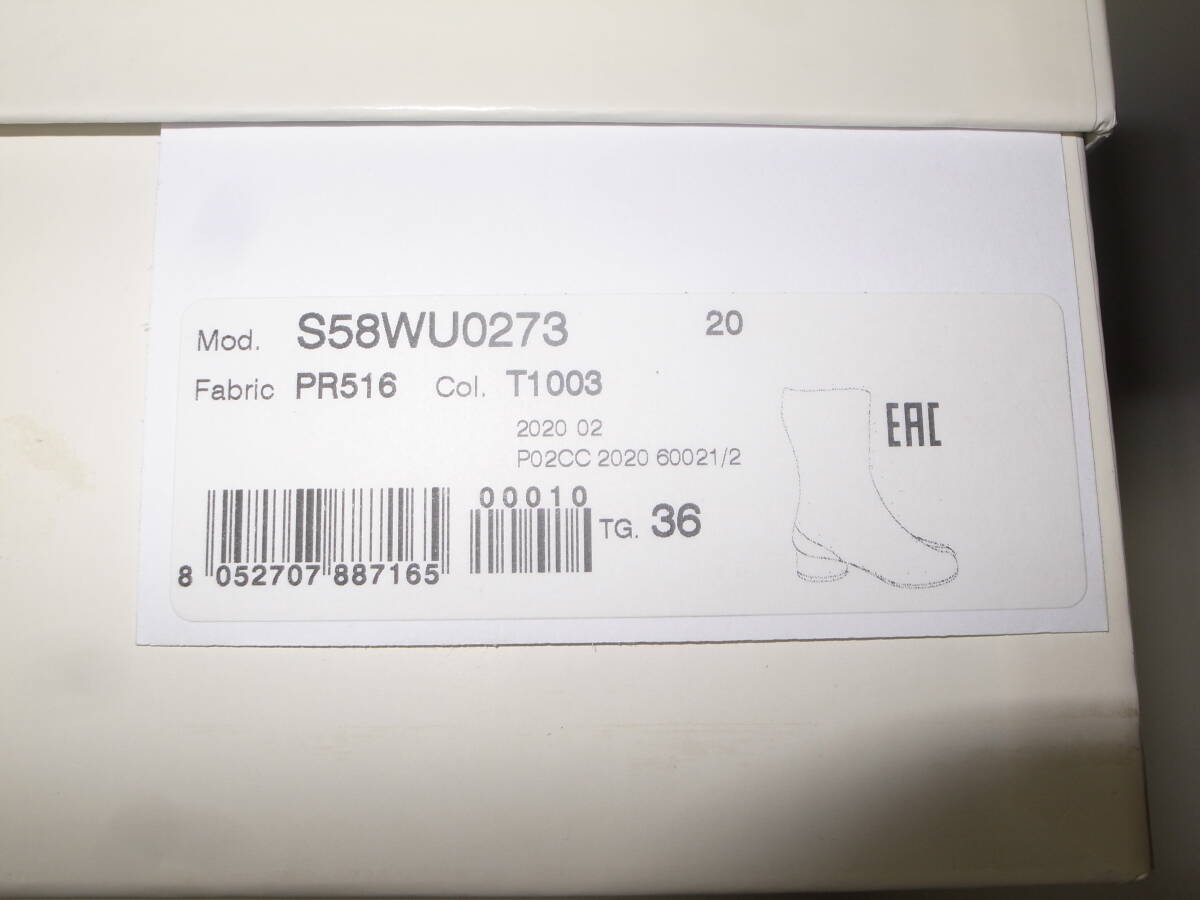 Mod. S58WU0273 20
Fabric PR516 Col. T1003
2020 02
P02CC 2020 60021/2
EAC
00010
TG. 36
8 052707 887165